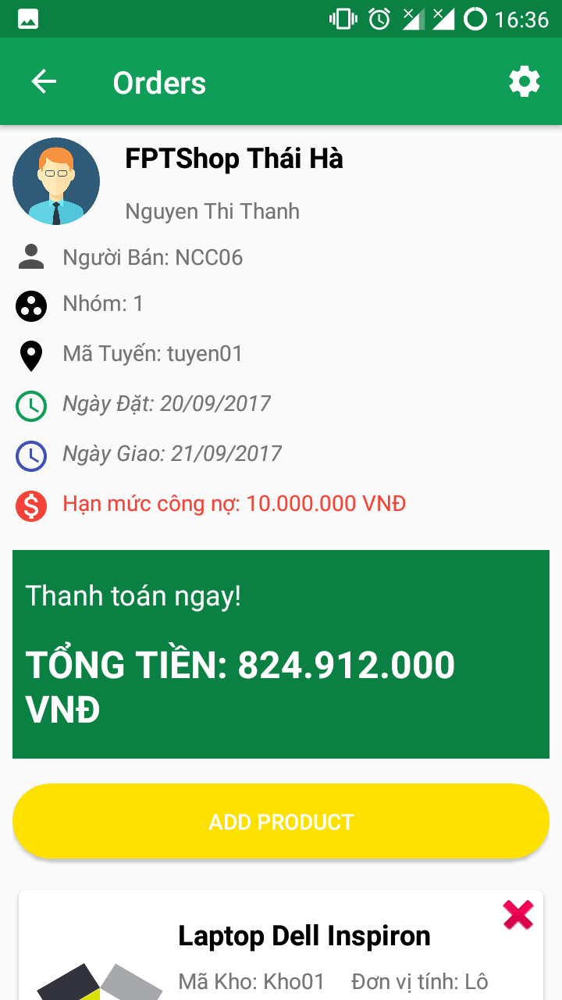 16:36
Orders
FPTShop Thái Hà
Nguyen Thi Thanh
Người Bán: NCC06
Nhóm: 1
Mã Tuyến: tuyen01
Ngày Đặt: 20/09/2017
Ngày Giao: 21/09/2017
Hạn mức công nợ: 10.000.000 VNĐ
Thanh toán ngay!
TỔNG TIỀN: 824.912.000
VNĐ
ADD PRODUCT
Laptop Dell Inspiron
Mã Kho: Kho01 Đơn vị tính: Lô